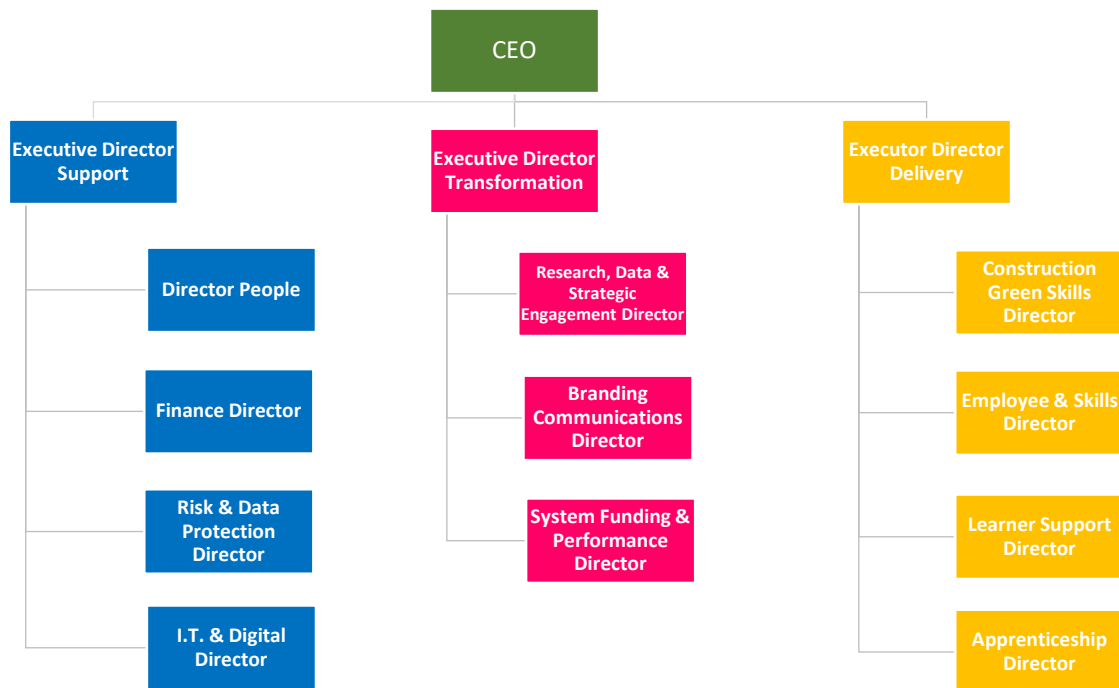 CEO
Executive Director
Support
Executive Director
Transformation
Executor Director
Delivery
Director People
Finance Director
Risk & Data
Protection
Director
I.T. & Digital
Director
Research, Data &
Strategic
Engagement Director
Branding
Communications
Director
System Funding &
Performance
Director
Construction
Green Skills
Director
Employee & Skills
Director
Learner Support
Director
Apprenticeship
Director